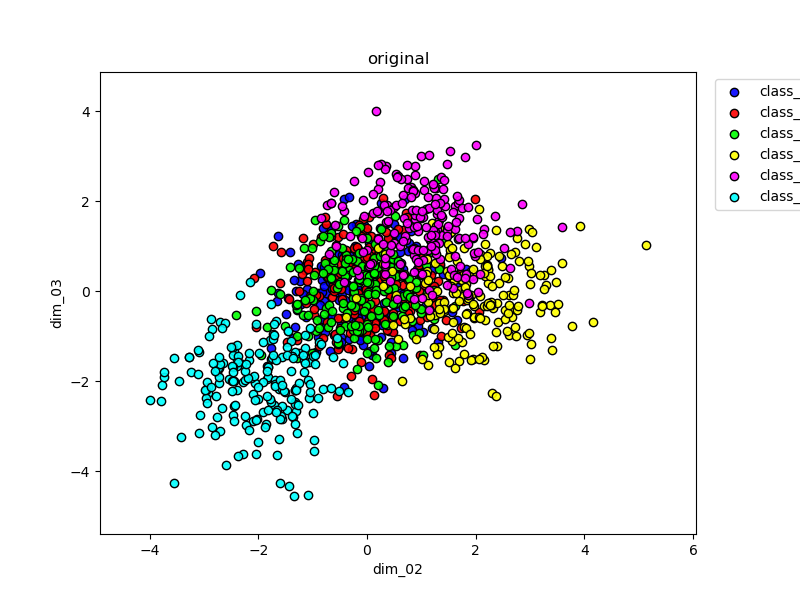 original
class_
class_
class_
class_
class_
class_
4
2
0
−2
−4
dim_03
−4
−2
0
2
4
6
dim_02